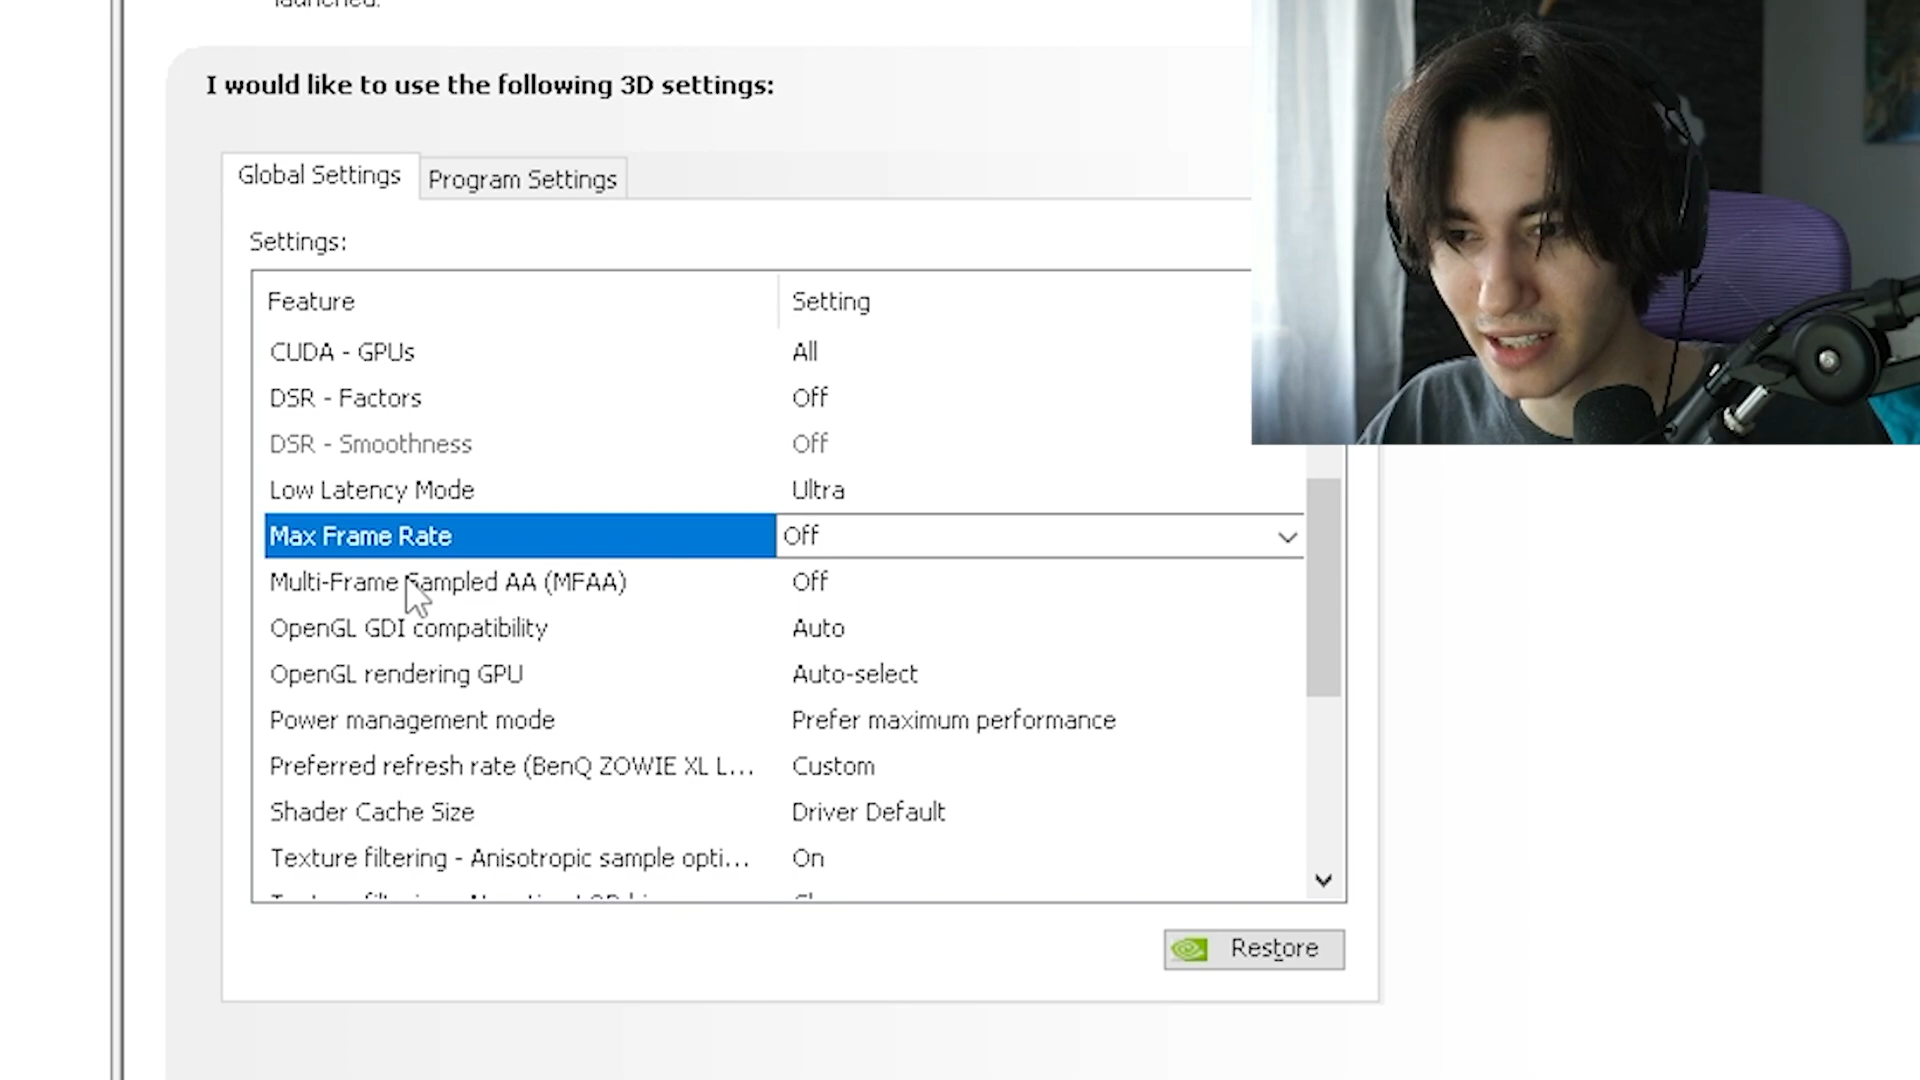 launched.
I would like to use the following 3D settings:
Global Settings
Program Settings
Settings:
Feature
Setting
CUDA - GPUs
All
DSR - Factors
Off
DSR - Smoothness
Off
Low Latency Mode
Ultra
Max Frame Rate
Off
Multi-Frame Sampled AA (MFAA)
Off
OpenGL GDI compatibility
Auto
OpenGL rendering GPU
Auto-select
Power management mode
Prefer maximum performance
Preferred refresh rate (BenQ ZOWIE XL L...
Custom
Shader Cache Size
Driver Default
Texture filtering - Anisotropic sample opti...
On
Restore